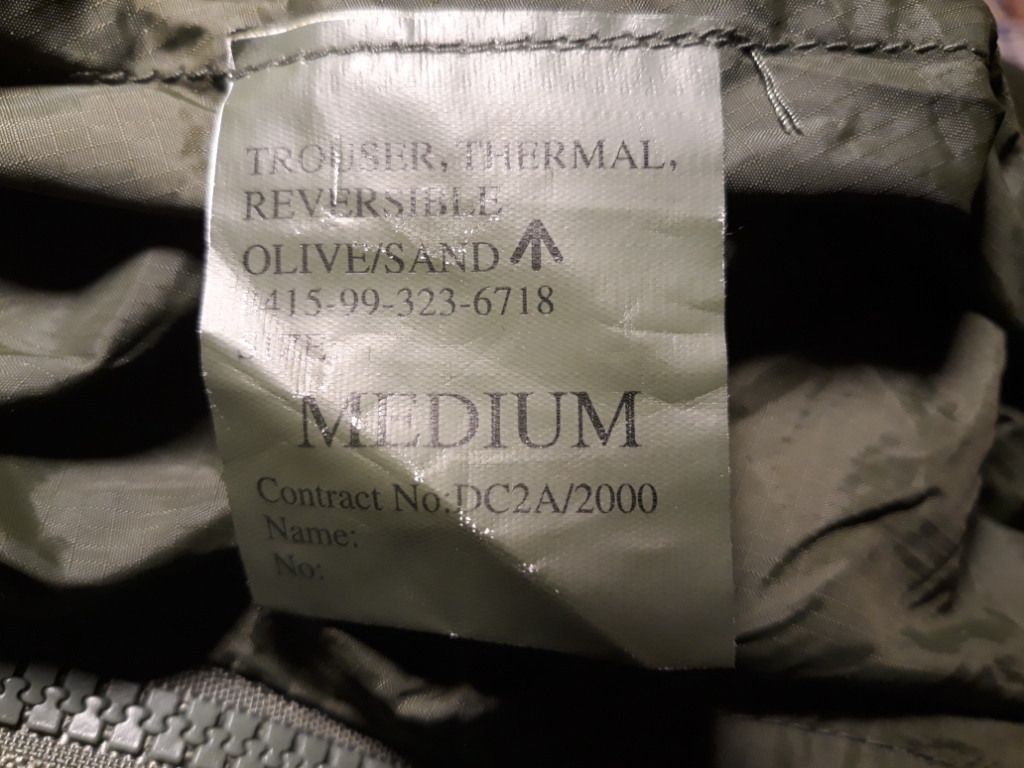 TROUSER, THERMAL,
REVERSIBLE
OLIVE/SAND
415-99-323-6718
MEDIUM
Contract No:DC2A/2000
Name:
No: